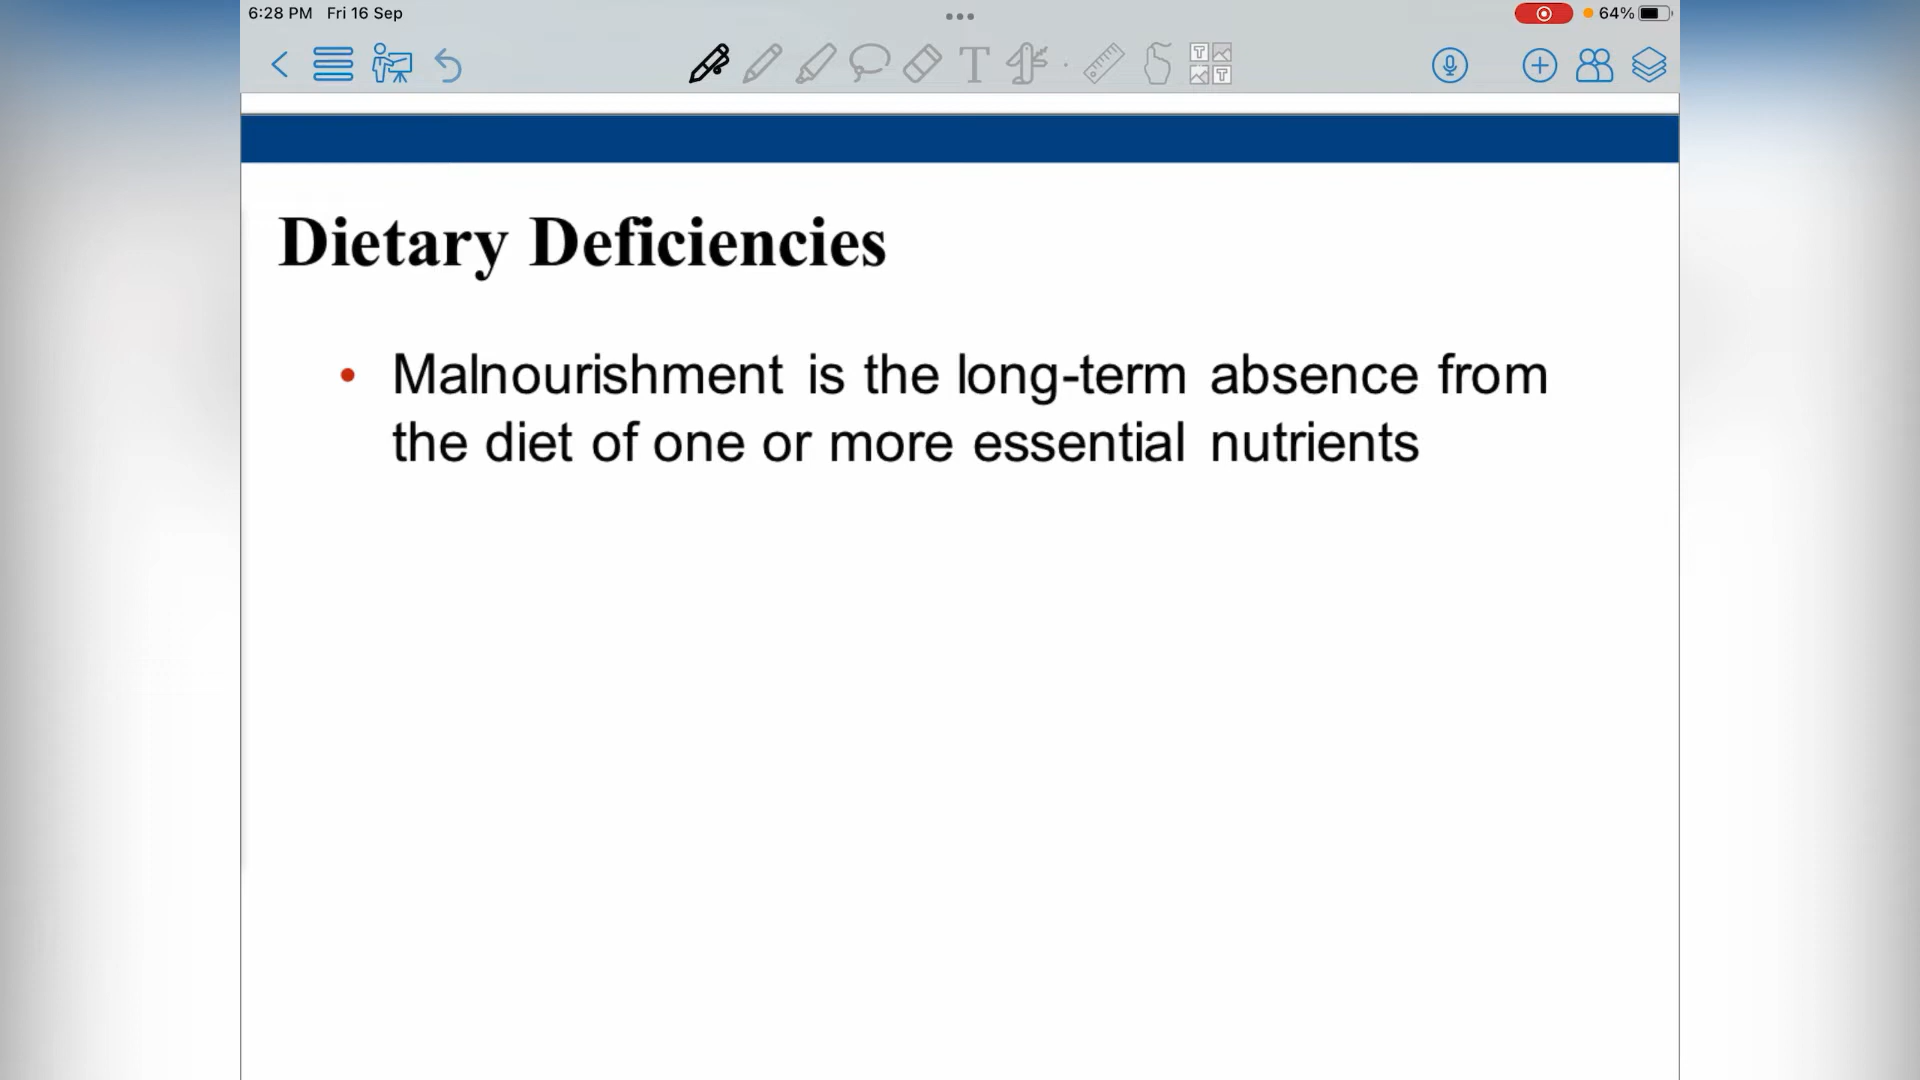 6:28 PM Fri 16 Sep
64%
Dietary Deficiencies
• Malnourishment is the long-term absence from
the diet of one or more essential nutrients